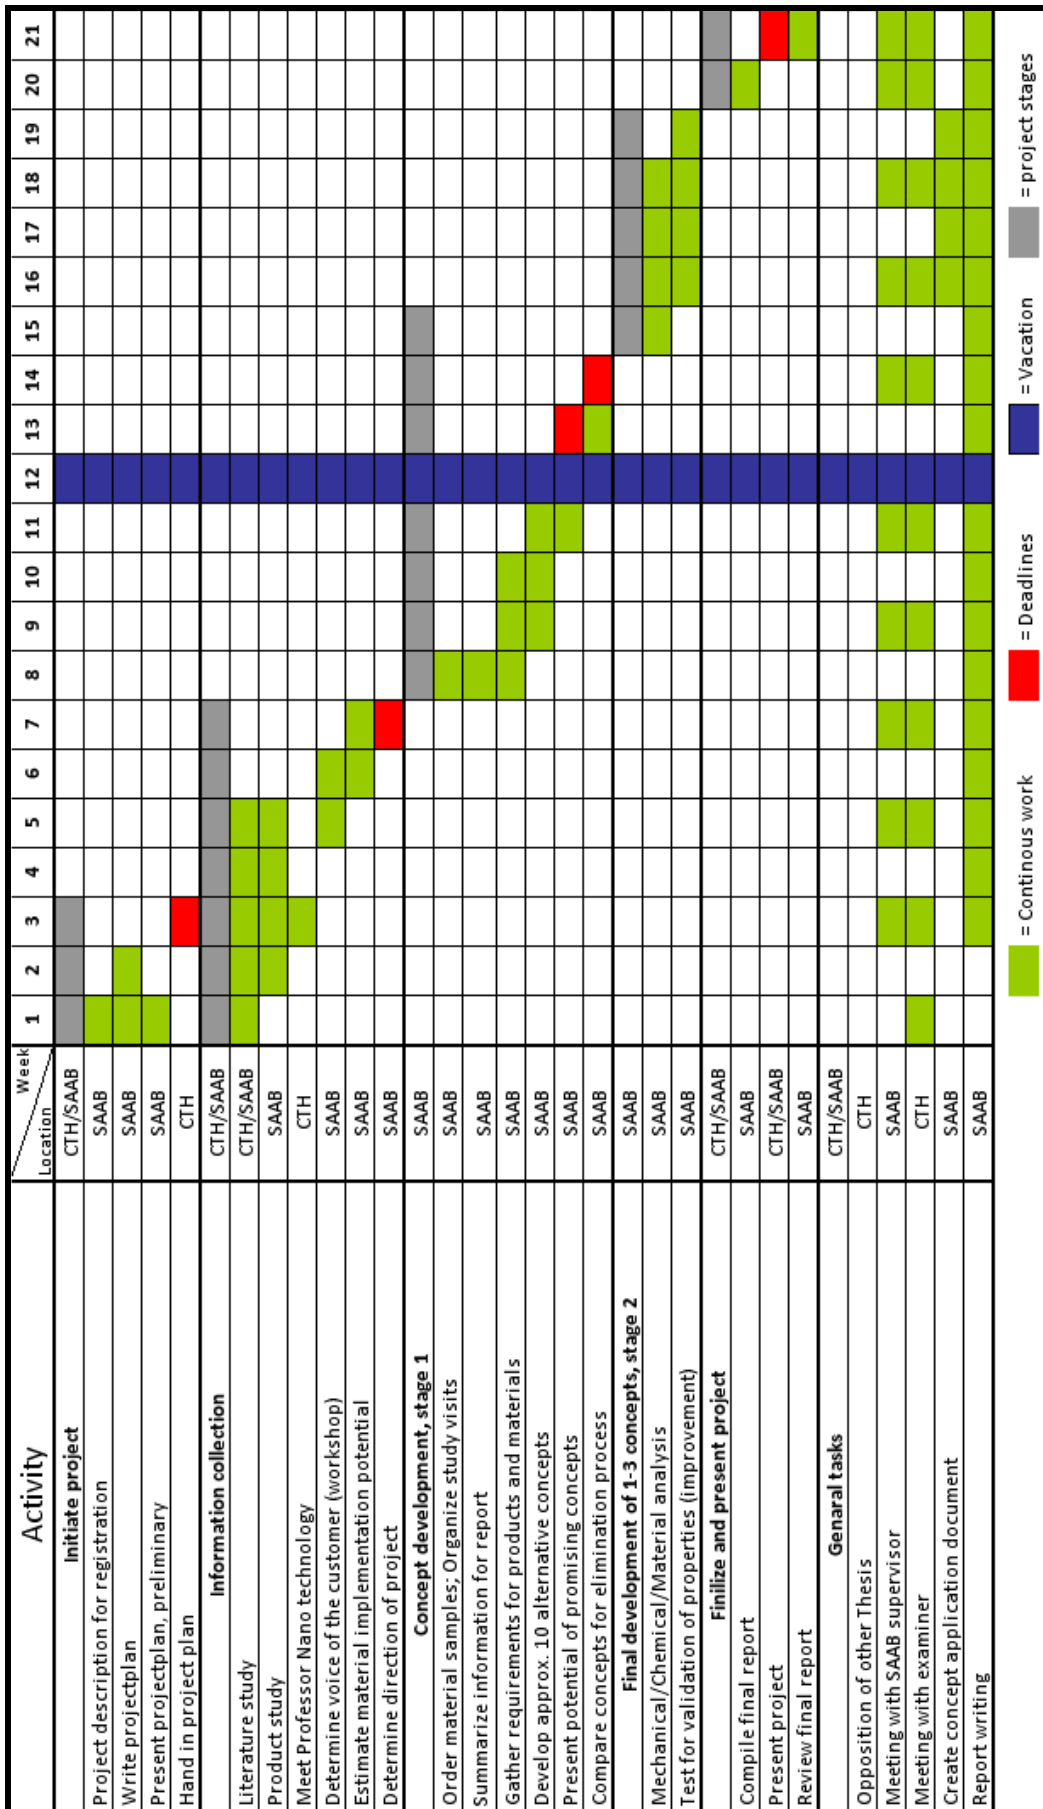 Activity Week Location 1 2 3 4 5 6 7 8 9 10 11 12 13 14 15 16 17 18 19 20 21
Initiate project CTH/SAAB
Project description for registration SAAB
Write projectplan SAAB
Present projectplan, preliminary SAAB
Hand in project plan CTH
Information collection CTH/SAAB
Literature study CTH/SAAB
Product study SAAB
Meet Professor Nano technology CTH
Determine voice of the customer (workshop) SAAB
Estimate material implementation potential SAAB
Determine direction of project SAAB
Concept development, stage 1 SAAB
Order material samples; Organize study visits SAAB
Summarize information for report SAAB
Gather requirements for products and materials SAAB
Develop approx. 10 alternative concepts SAAB
Present potential of promising concepts SAAB
Compare concepts for elimination process SAAB
Final development of 1-3 concepts, stage 2 SAAB
Mechanical/Chemical/Material analysis SAAB
Test for validation of properties (improvement) SAAB
Finilize and present project CTH/SAAB
Compile final report SAAB
Present project CTH/SAAB
Review final report SAAB
Genaral tasks CTH/SAAB
Opposition of other Thesis CTH
Meeting with SAAB supervisor SAAB
Meeting with examiner CTH
Create concept application document SAAB
Report writing SAAB
= Continous work = Deadlines = Vacation = project stages